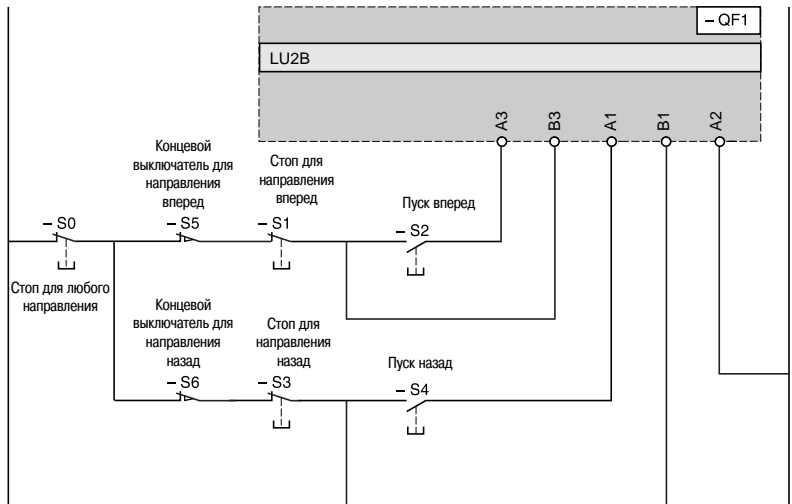 – QF1
LU2B
A3
B3
A1
B1
A2
Концевой
выключатель для
направления
вперед
Стоп для
направления
вперед
Пуск вперед
– S0
– S5
– S1
– S2
Стоп для любого
направления
Концевой
выключатель для
направления
назад
Стоп для
направления
назад
Пуск назад
– S6
– S3
– S4